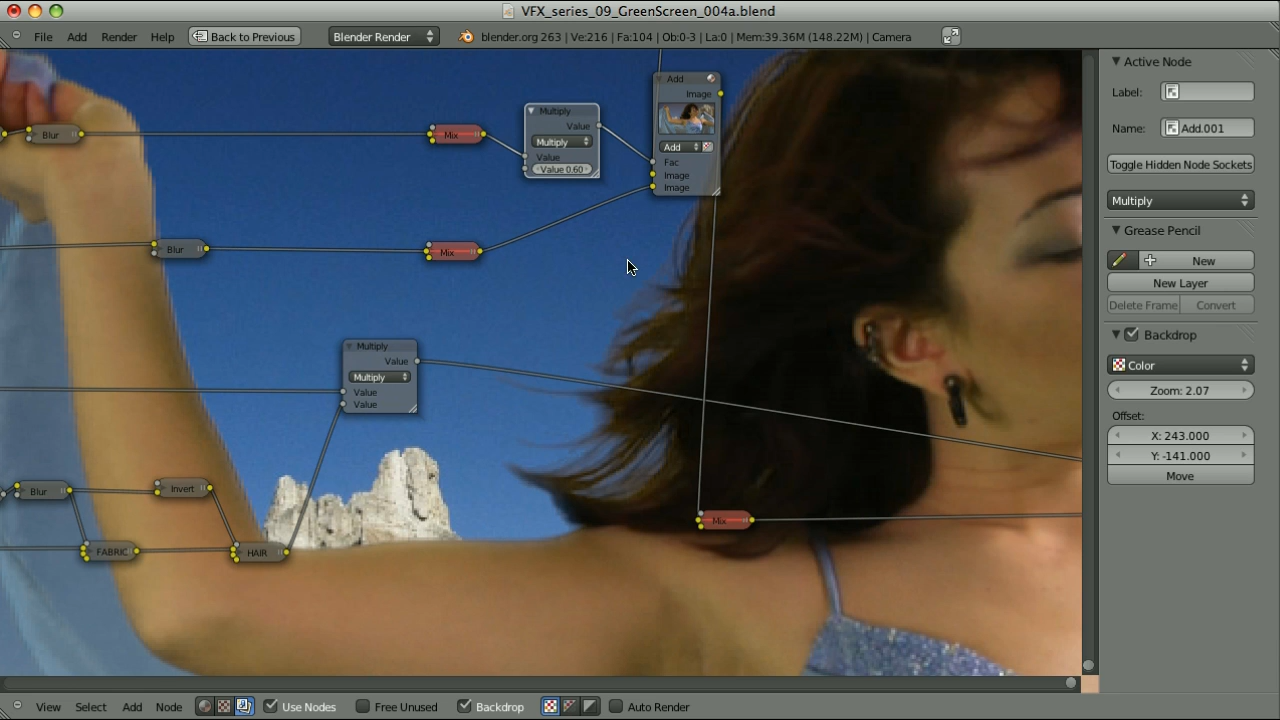 VFX_series_09_GreenScreen_004a.blend
File Add Render Help Back to Previous Blender Render blender.org 263 | Ve:216 | Fa:104 | Ob:0-3 | La:0 | Mem:39.36M (148.22M) | Camera
Active Node
Label:
Name: Add.001
Toggle Hidden Node Sockets
Multiply
Grease Pencil
New
New Layer
Delete Frame Convert
Backdrop
Color
Zoom: 2.07
Offset:
X: 243.000
Y: -141.000
Move
Add
Image
Add
Fac
Image
Image
Multiply
Value
Multiply
Value
Value 0.60
Blur
Mix
Blur
Mix
Multiply
Value
Multiply
Value
Value
Blur
Invert
FABRIC
HAIR
Mix
View Select Add Node Use Nodes Free Unused Backdrop Auto Render